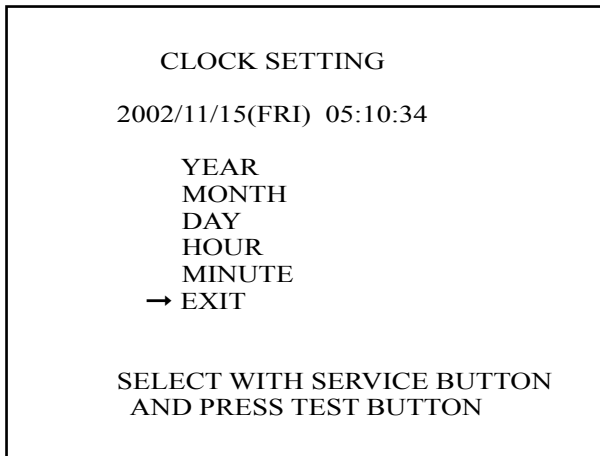 CLOCK SETTING
2002/11/15(FRI) 05:10:34
YEAR
MONTH
DAY
HOUR
MINUTE
→ EXIT
SELECT WITH SERVICE BUTTON
AND PRESS TEST BUTTON